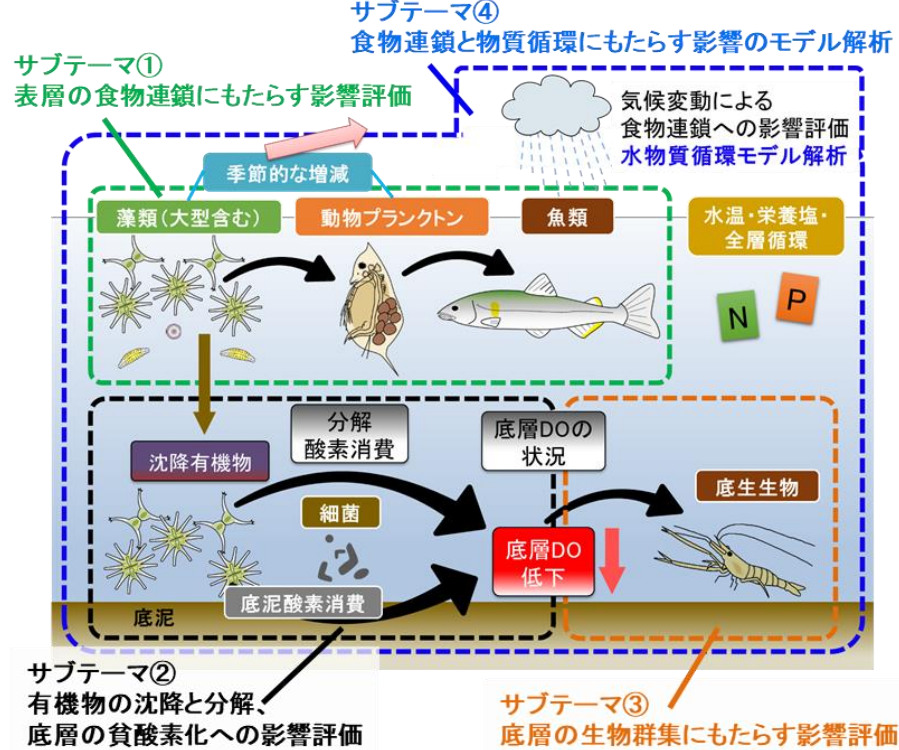 サブテーマ④
食物連鎖と物質循環にもたらす影響のモデル解析
サブテーマ①
表層の食物連鎖にもたらす影響評価
気候変動による
食物連鎖への影響評価
水物質循環モデル解析
季節的な増減
藻類(大型含む)
動物プランクトン
魚類
水温・栄養塩・
全層循環
N
P
分解
酸素消費
底層DOの
状況
沈降有機物
細菌
底生生物
底層DO
低下
底泥酸素消費
底泥
サブテーマ②
有機物の沈降と分解、
底層の貧酸素化への影響評価
サブテーマ③
底層の生物群集にもたらす影響評価